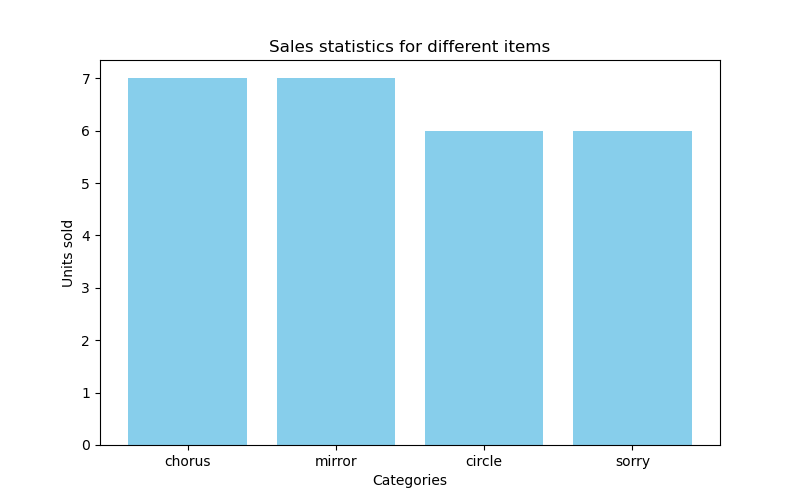 Sales statistics for different items
Units sold
7
6
5
4
3
2
1
0
chorus mirror circle sorry
Categories